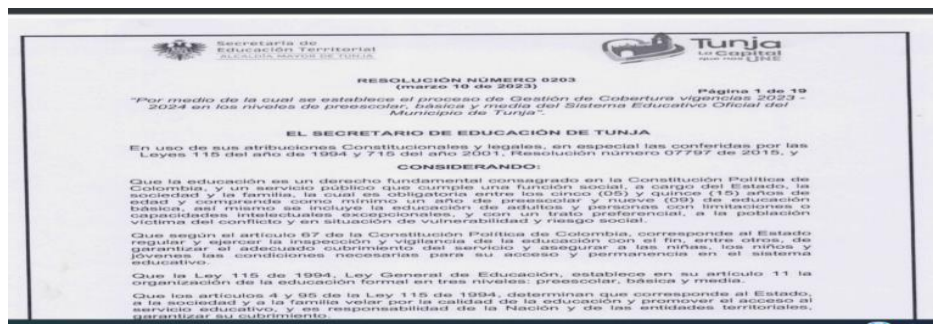 Secretaría de
Educación Territorial
ALCALDÍA MAYOR DE TUNJA
Tunja
La Capital
que nos UNE
RESOLUCIÓN NÚMERO 0203
(marzo 10 de 2023)
Página 1 de 19
"Por medio de la cual se establece el proceso de Gestión de Cobertura vigencias 2023 -
2024 en los niveles de preescolar, básica y media del Sistema Educativo Oficial del
Municipio de Tunja".
EL SECRETARIO DE EDUCACIÓN DE TUNJA
En uso de sus atribuciones Constitucionales y legales, en especial las conferidas por las
Leyes 115 del año de 1994 y 715 del año 2001, Resolución número 07797 de 2015, y
CONSIDERANDO:
Que la educación es un derecho fundamental consagrado en la Constitución Política de
Colombia, y un servicio público que cumple una función social, a cargo del Estado, la
sociedad y la familia, la cual es obligatoria entre los cinco (05) y quince (15) años de
edad y comprende como mínimo un año de preescolar y nueve (09) de educación
básica, así mismo se incluye la educación de adultos y personas con limitaciones o
capacidades intelectuales excepcionales, y con un trato preferencial, a la población
víctima del conflicto y en situación de vulnerabilidad y riesgo social.
Que según el artículo 67 de la Constitución Política de Colombia, corresponde al Estado
regular y ejercer la inspección y vigilancia de la educación con el fin, entre otros, de
garantizar el adecuado cubrimiento del servicio y asegurar a las niñas, los niños y
jóvenes las condiciones necesarias para su acceso y permanencia en el sistema
educativo.
Que la Ley 115 de 1994, Ley General de Educación, establece en su artículo 11 la
organización de la educación formal en tres niveles: preescolar, básica y media.
Que los artículos 4 y 95 de la Ley 115 de 1994, determinan que corresponde al Estado,
a la sociedad y a la familia velar por la calidad de la educación y promover el acceso al
servicio educativo, y es responsabilidad de la Nación y de las entidades territoriales,
garantizar su cubrimiento.